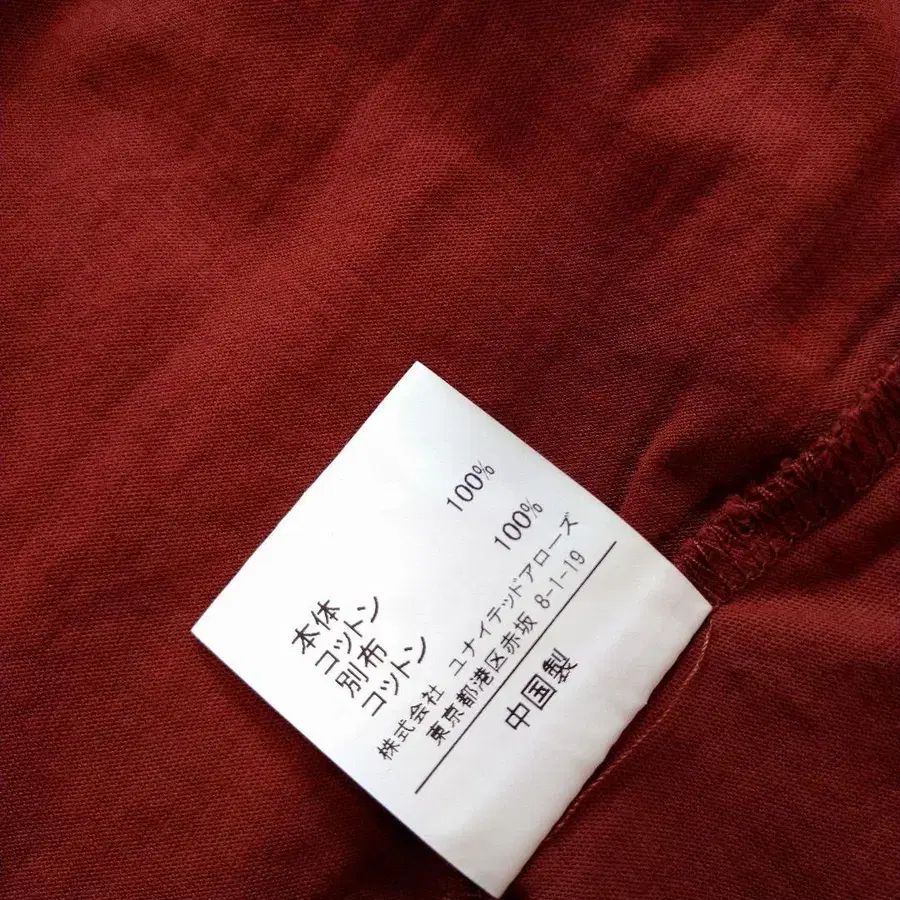 本体
コットン 100%
別布
コットン 100%
株式会社 ユナイテッドアローズ
東京都港区赤坂 8-1-19
中国製